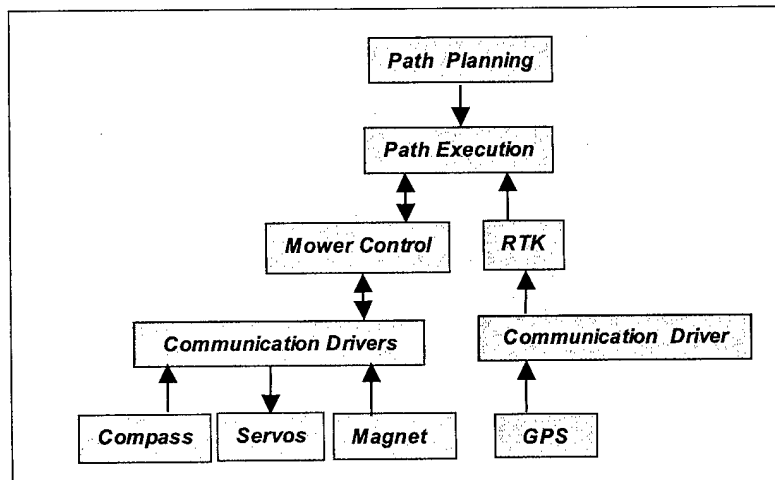 Path Planning
Path Execution
Mower Control
RTK
Communication Drivers
Communication Driver
Compass
Servos
Magnet
GPS